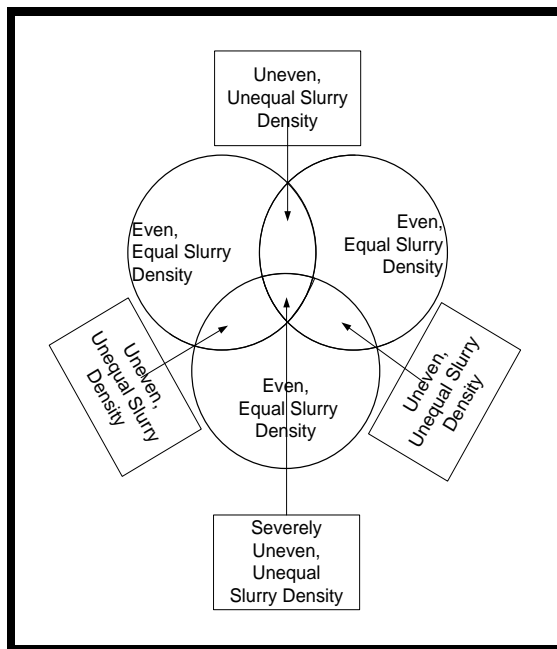 Uneven,
Unequal Slurry
Density
Even,
Equal Slurry
Density
Even,
Equal Slurry
Density
Uneven,
Unequal Slurry
Density
Even,
Equal Slurry
Density
Uneven,
Unequal Slurry
Density
Severely
Uneven,
Unequal
Slurry Density